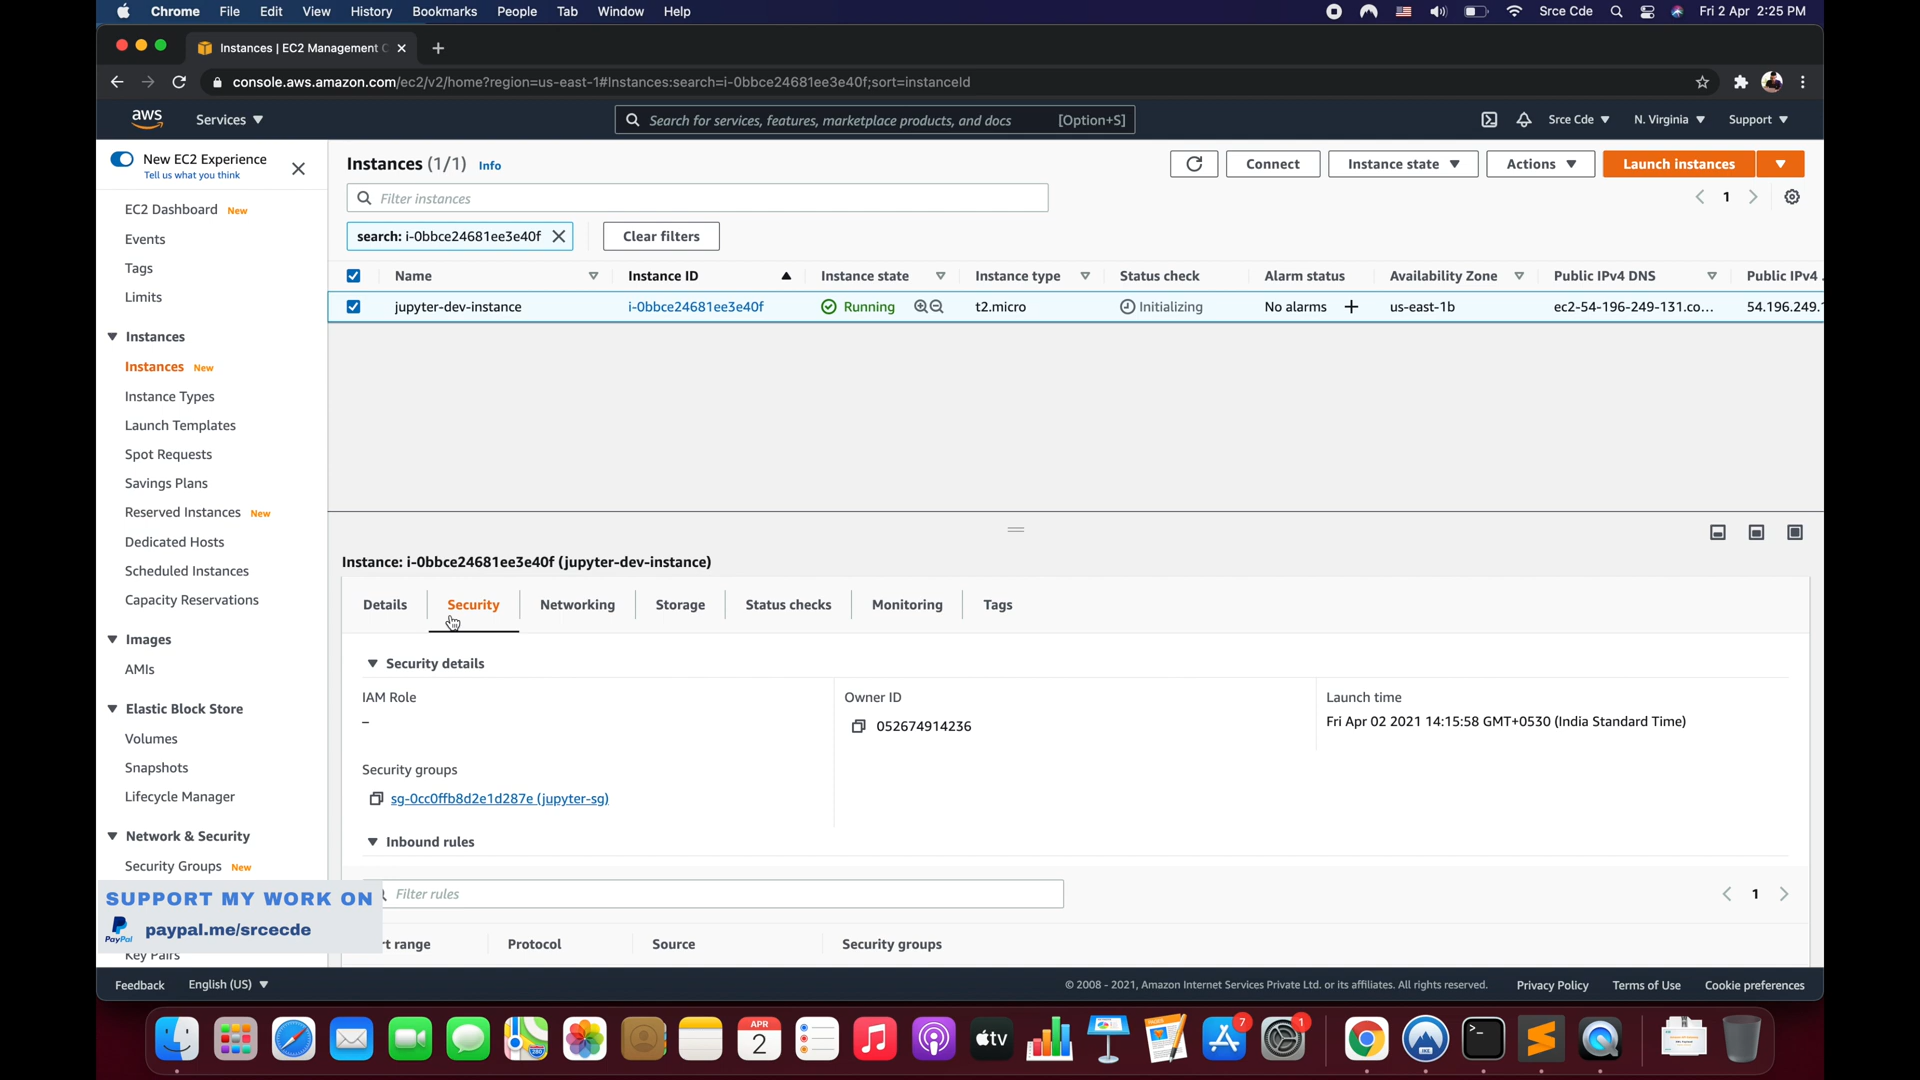 Chrome File Edit View History Bookmarks People Tab Window Help Srce Cde Fri 2 Apr 2:25 PM
Instances | EC2 Management C
console.aws.amazon.com/ec2/v2/home?region=us-east-1#Instances:search=i-0bbce24681ee3e40f;sort=instanceId
aws Services Search for services, features, marketplace products, and docs [Option+S] Srce Cde N. Virginia Support
New EC2 Experience
Tell us what you think
EC2 Dashboard New
Events
Tags
Limits
Instances
Instances New
Instance Types
Launch Templates
Spot Requests
Savings Plans
Reserved Instances New
Dedicated Hosts
Scheduled Instances
Capacity Reservations
Images
AMIs
Elastic Block Store
Volumes
Snapshots
Lifecycle Manager
Network & Security
Security Groups New
Key Pairs
Instances (1/1) Info
Connect Instance state Actions Launch instances
Filter instances
1
search: i-0bbce24681ee3e40f Clear filters
Name Instance ID Instance state Instance type Status check Alarm status Availability Zone Public IPv4 DNS Public IPv4 .
jupyter-dev-instance i-0bbce24681ee3e40f Running t2.micro Initializing No alarms + us-east-1b ec2-54-196-249-131.co... 54.196.249.1
Instance: i-0bbce24681ee3e40f (jupyter-dev-instance)
Details Security Networking Storage Status checks Monitoring Tags
Security details
IAM Role
–
Owner ID
052674914236
Launch time
Fri Apr 02 2021 14:15:58 GMT+0530 (India Standard Time)
Security groups
sg-0cc0ffb8d2e1d287e (jupyter-sg)
Inbound rules
Filter rules
1
rt range Protocol Source Security groups
SUPPORT MY WORK ON
PayPal paypal.me/srcecde
Feedback English (US) © 2008 - 2021, Amazon Internet Services Private Ltd. or its affiliates. All rights reserved. Privacy Policy Terms of Use Cookie preferences
APR
2
tv
7
1